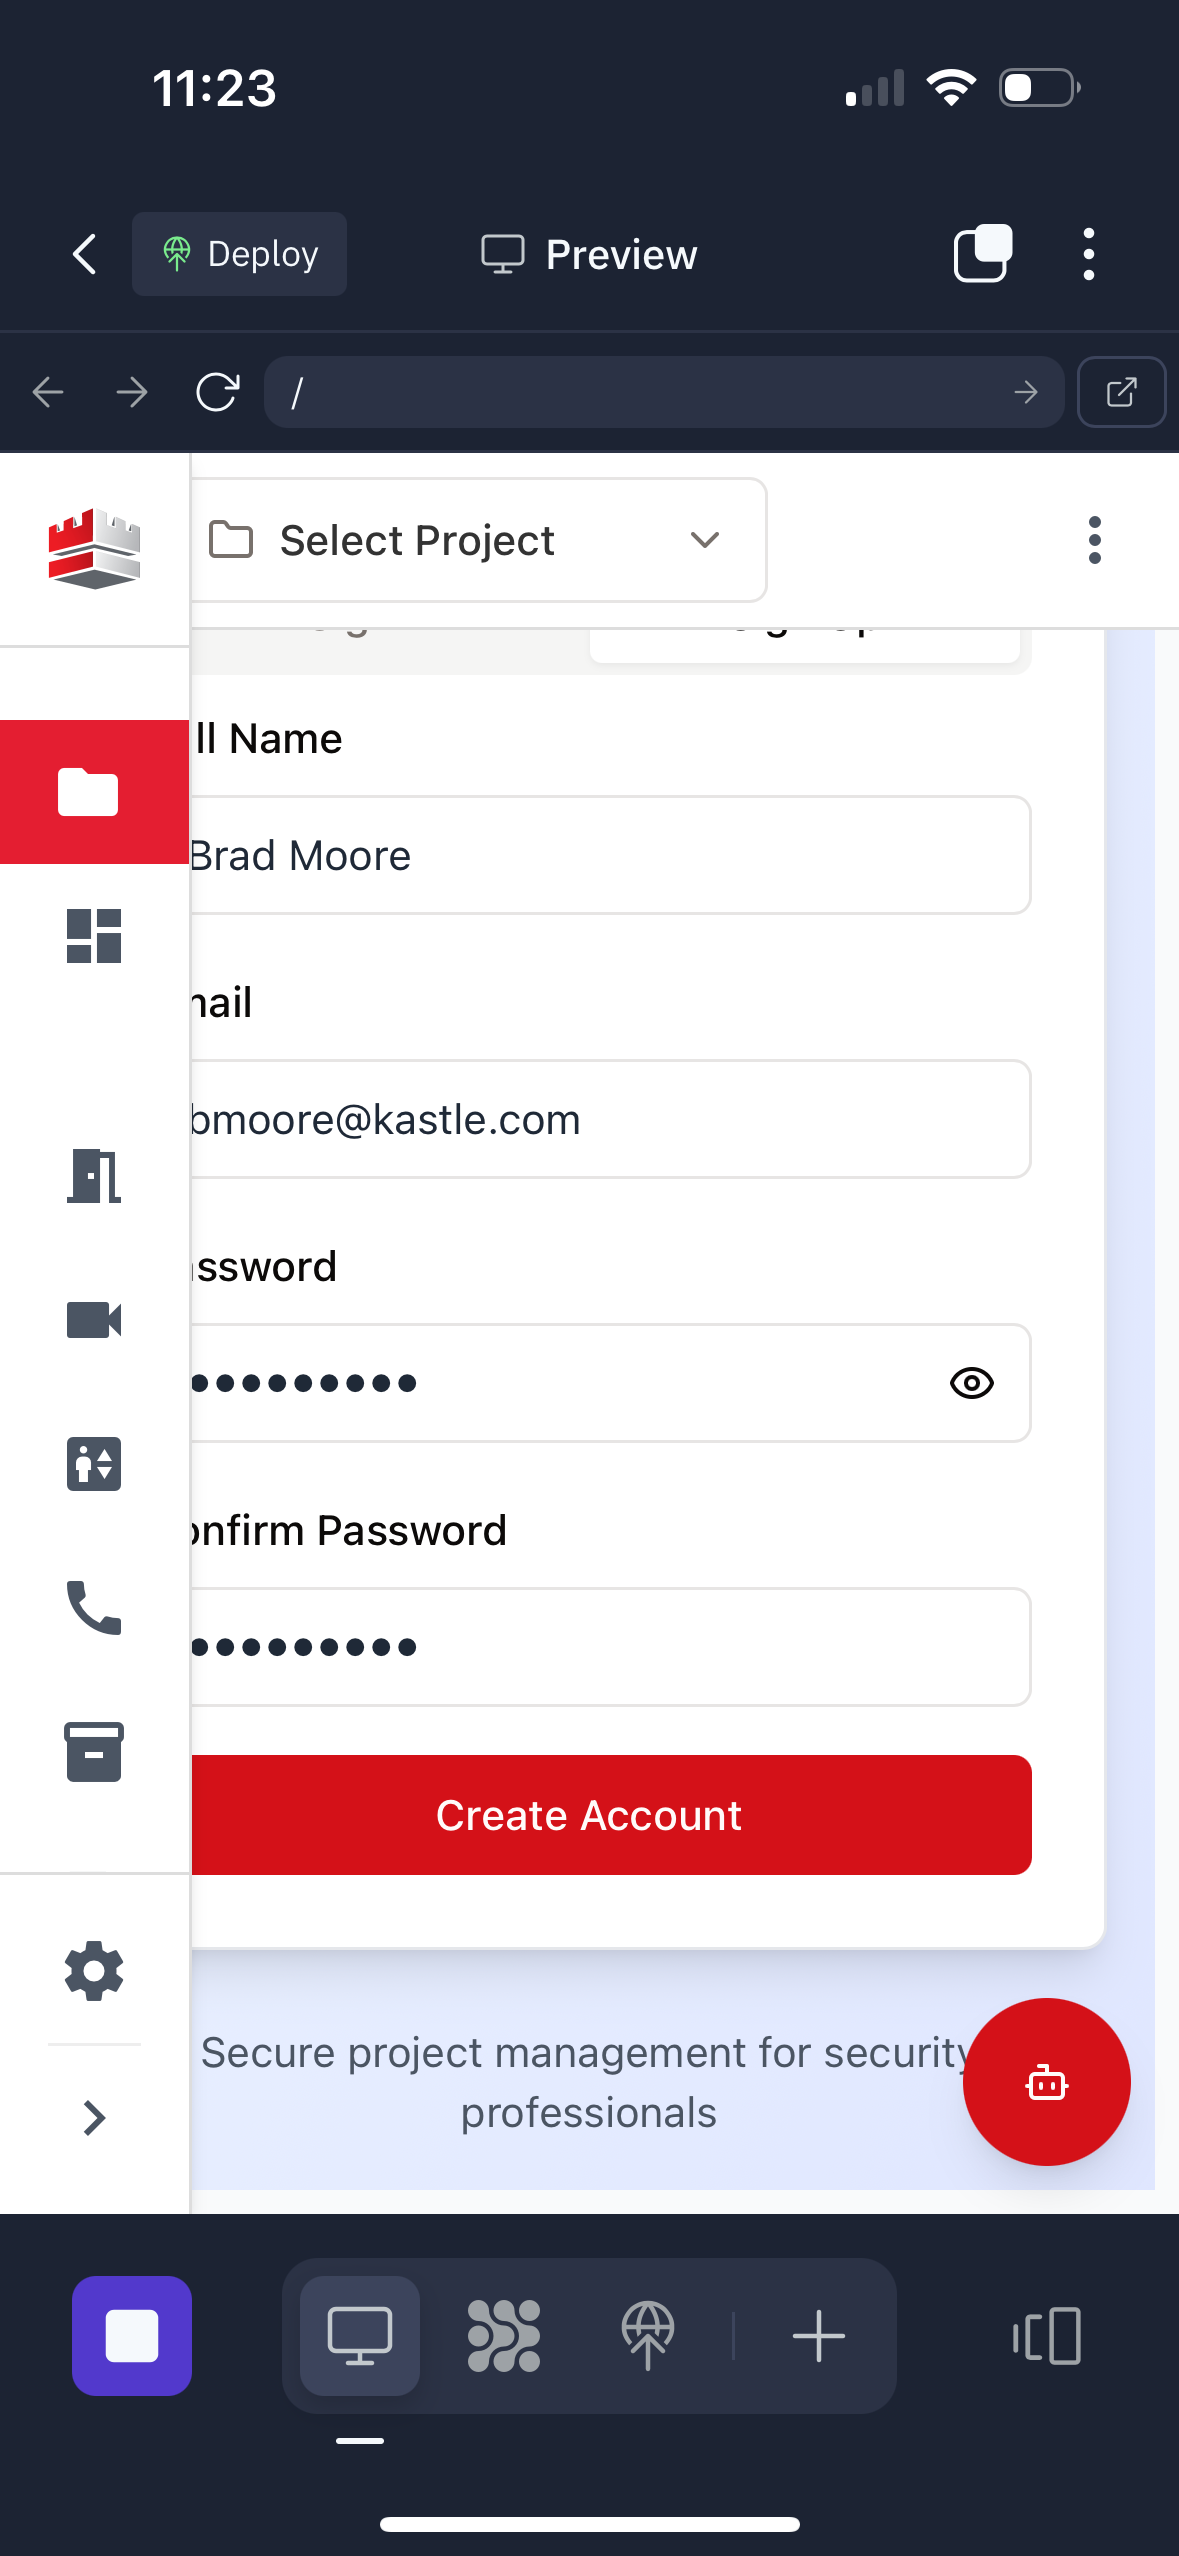 11:23
Deploy
Preview
/
Select Project
ll Name
Brad Moore
ail
bmoore@kastle.com
ssword
onfirm Password
Create Account
Secure project management for security
professionals